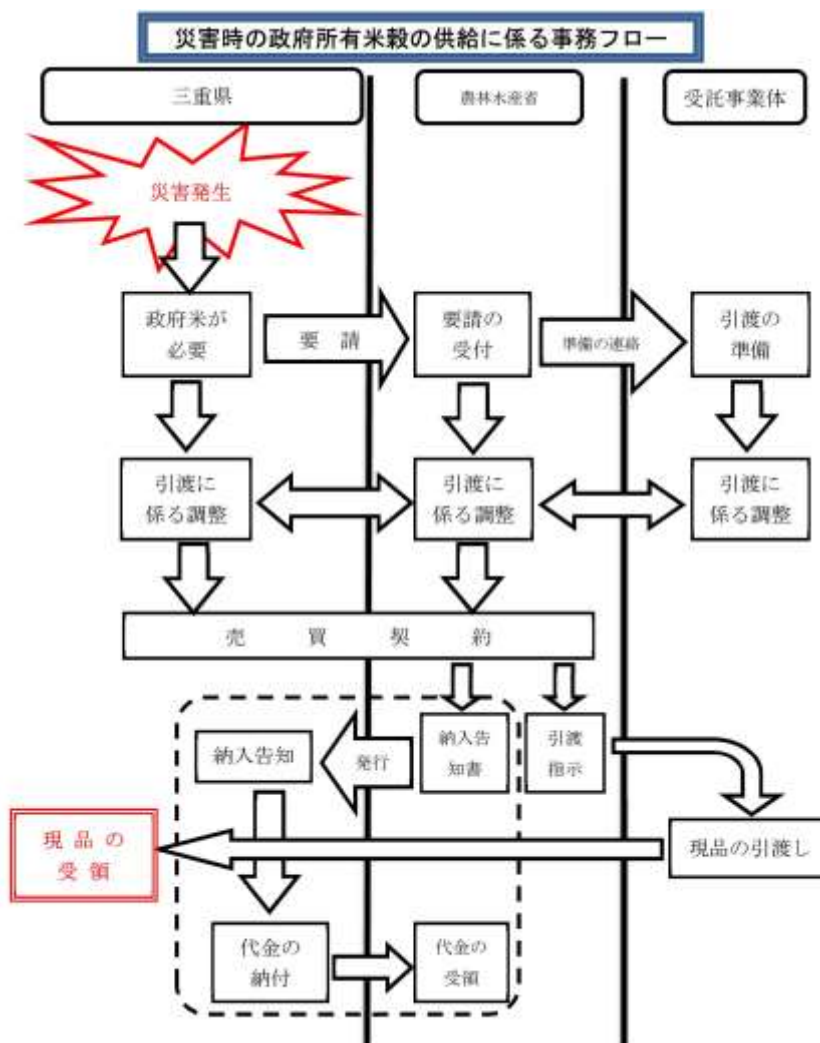 災害時の政府所有米穀の供給に係る事務フロー
三重県
農林水産省
受託事業体
災害発生
政府米が
必要
要　請
要請の
受付
準備の連絡
引渡の
準備
引渡に
係る調整
引渡に
係る調整
引渡に
係る調整
売　買　契　約
納入告知
発行
納入告
知書
引渡
指示
現 品 の
受 領
現品の引渡し
代金の
納付
代金の
受領